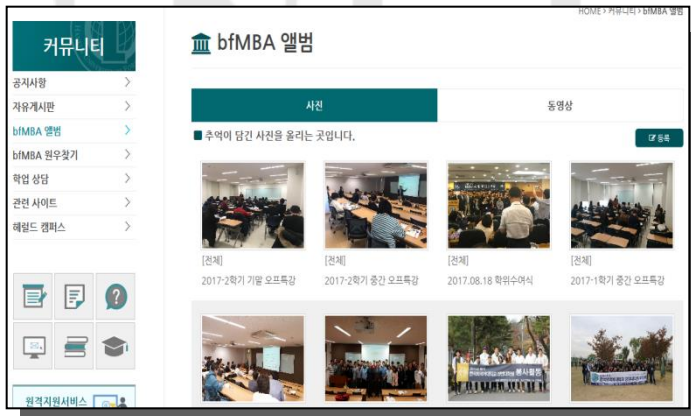 HOME > 커뮤니티 > bfMBA 앨범
커뮤니티
bfMBA 앨범
공지사항
자유게시판
bfMBA 앨범
bfMBA 원우찾기
학업 상담
관련 사이트
헤럴드 캠퍼스
사진
동영상
추억이 담긴 사진을 올리는 곳입니다.
등록
[전체]
2017-2학기 기말 오프특강
[전체]
2017-2학기 중간 오프특강
[전체]
2017.08.18 학위수여식
[전체]
2017-1학기 중간 오프특강
봉사활동
원격지원서비스